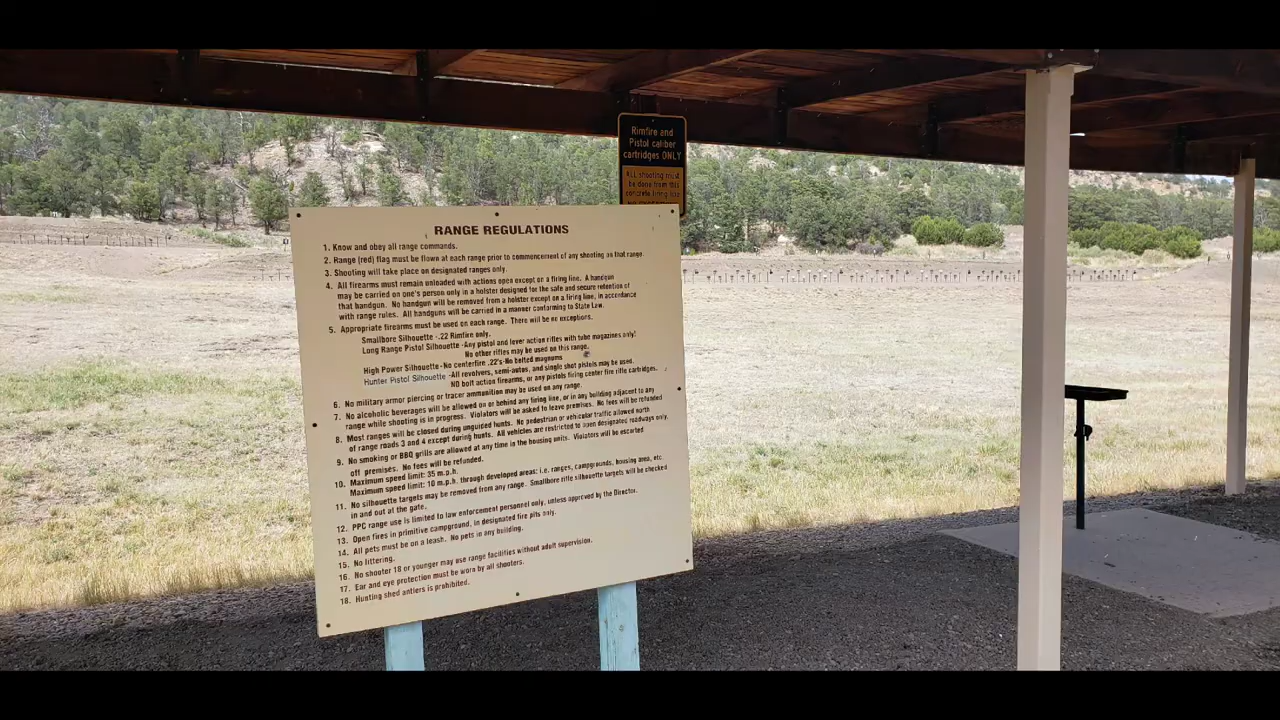 Rimfire and
Pistol caliber
cartridges ONLY
ALL shooting must
be done from this
concrete firing line
RANGE REGULATIONS
1. Know and obey all range commands.
2. Range (red) flag must be flown at each range prior to commencement of any shooting on that range.
3. Shooting will take place on designated ranges only.
4. All firearms must remain unloaded with actions open except on a firing line. A handgun
may be carried on one's person only in a holster designed for the safe and secure retention of
that handgun. No handgun will be removed from a holster except on a firing line, in accordance
with range rules. All handguns will be carried in a manner conforming to State Law.
5. Appropriate firearms must be used on each range. There will be no exceptions.
Smallbore Silhouette -.22 Rimfire only.
Long Range Pistol Silhouette -Any pistol and lever action rifles with tube magazines only!
No other rifles may be used on this range.
High Power Silhouette -No centerfire .22's-No belted magnums
Hunter Pistol Silhouette -All revolvers, semi-autos, and single shot pistols may be used.
NO bolt action firearms, or any pistols firing center fire rifle cartridges.
6. No military armor piercing or tracer ammunition may be used on any range.
7. No alcoholic beverages will be allowed on or behind any firing line, or in any building adjacent to any
range while shooting is in progress. Violators will be asked to leave premises. No fees will be refunded
8. Most ranges will be closed during unguided hunts. No pedestrian or vehicular traffic allowed north
of range roads 3 and 4 except during hunts. All vehicles are restricted to open designated roadways only.
9. No smoking or BBQ grills are allowed at any time in the housing units. Violators will be escorted
off premises. No fees will be refunded.
10. Maximum speed limit: 35 m.p.h.
Maximum speed limit: 10 m.p.h. through developed areas: i.e. ranges, campgrounds, housing area, etc.
11. No silhouette targets may be removed from any range. Smallbore rifle silhouette targets will be checked
in and out at the gate.
12. PPC range use is limited to law enforcement personnel only, unless approved by the Director.
13. Open fires in primitive campground, in designated fire pits only.
14. All pets must be on a leash. No pets in any building.
15. No littering.
16. No shooter 18 or younger may use range facilities without adult supervision.
17. Ear and eye protection must be worn by all shooters.
18. Hunting shed antlers is prohibited.